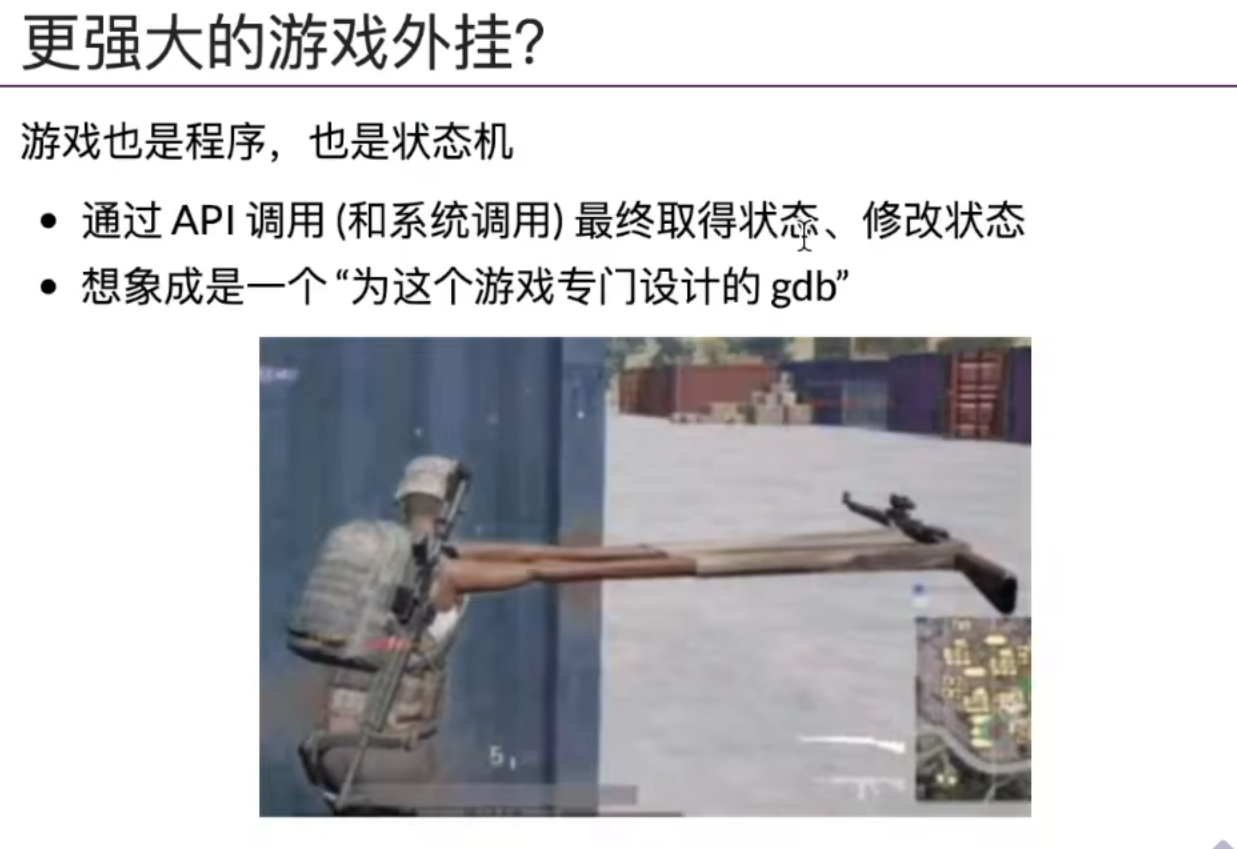 更强大的游戏外挂?
游戏也是程序，也是状态机
• 通过 API 调用 (和系统调用) 最终取得状态、修改状态
• 想象成是一个 “为这个游戏专门设计的 gdb”
5